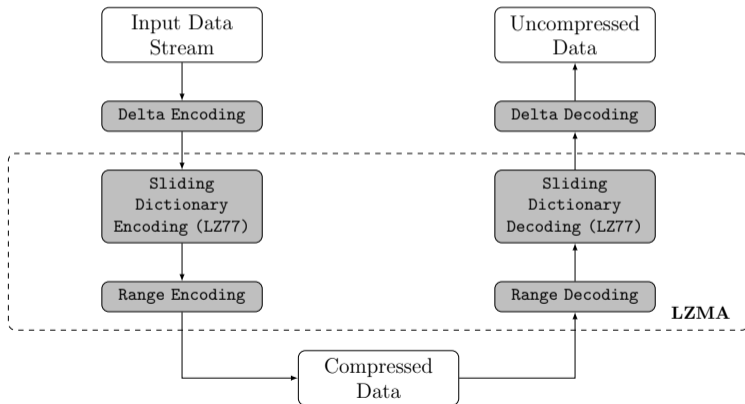 Input Data
Stream
Delta Encoding
Sliding
Dictionary
Encoding (LZ77)
Range Encoding
Compressed
Data
Range Decoding
Sliding
Dictionary
Decoding (LZ77)
Delta Decoding
Uncompressed
Data
LZMA